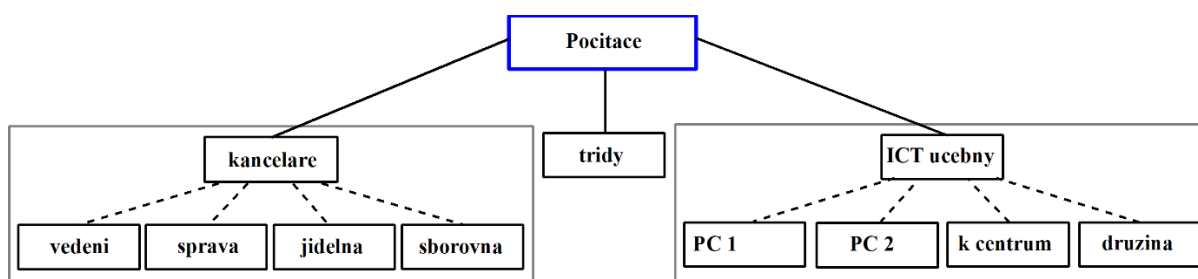 Pocitace
kancelare
tridy
ICT ucebny
vedeni
sprava
jidelna
sborovna
PC 1
PC 2
k centrum
druzina